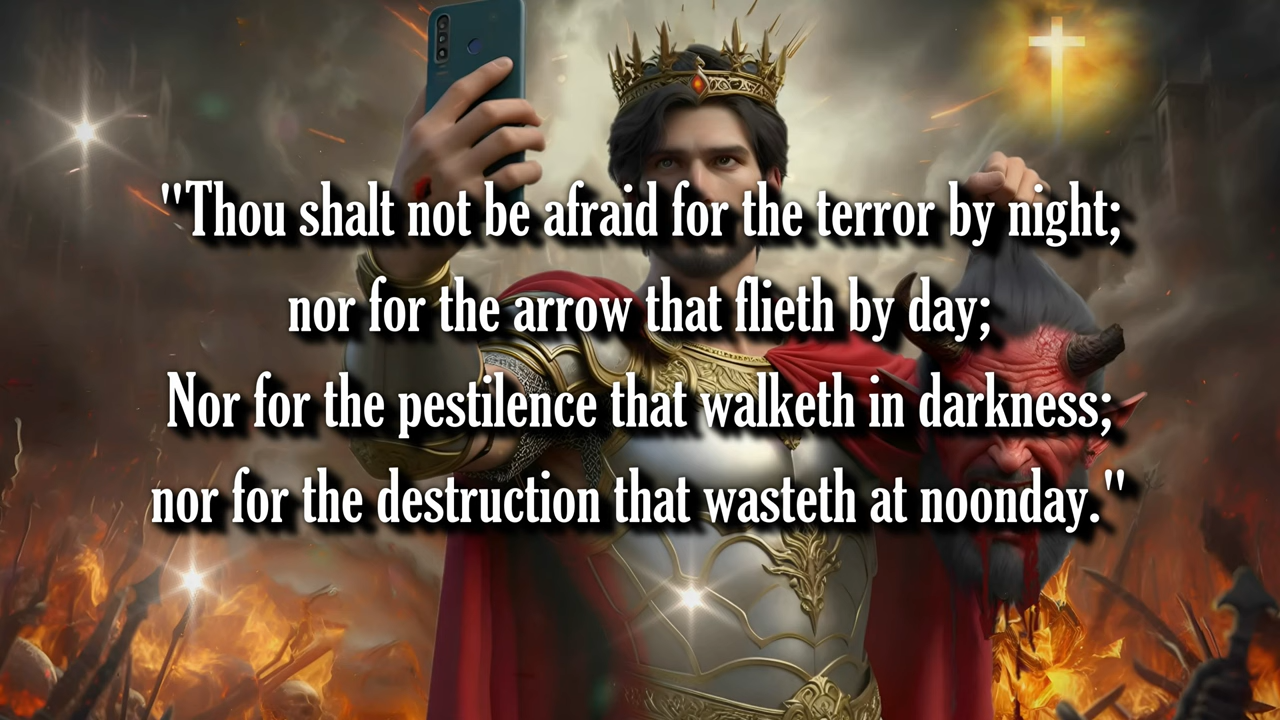 "Thou shalt not be afraid for the terror by night;
nor for the arrow that flieth by day;
Nor for the pestilence that walketh in darkness;
nor for the destruction that wasteth at noonday."